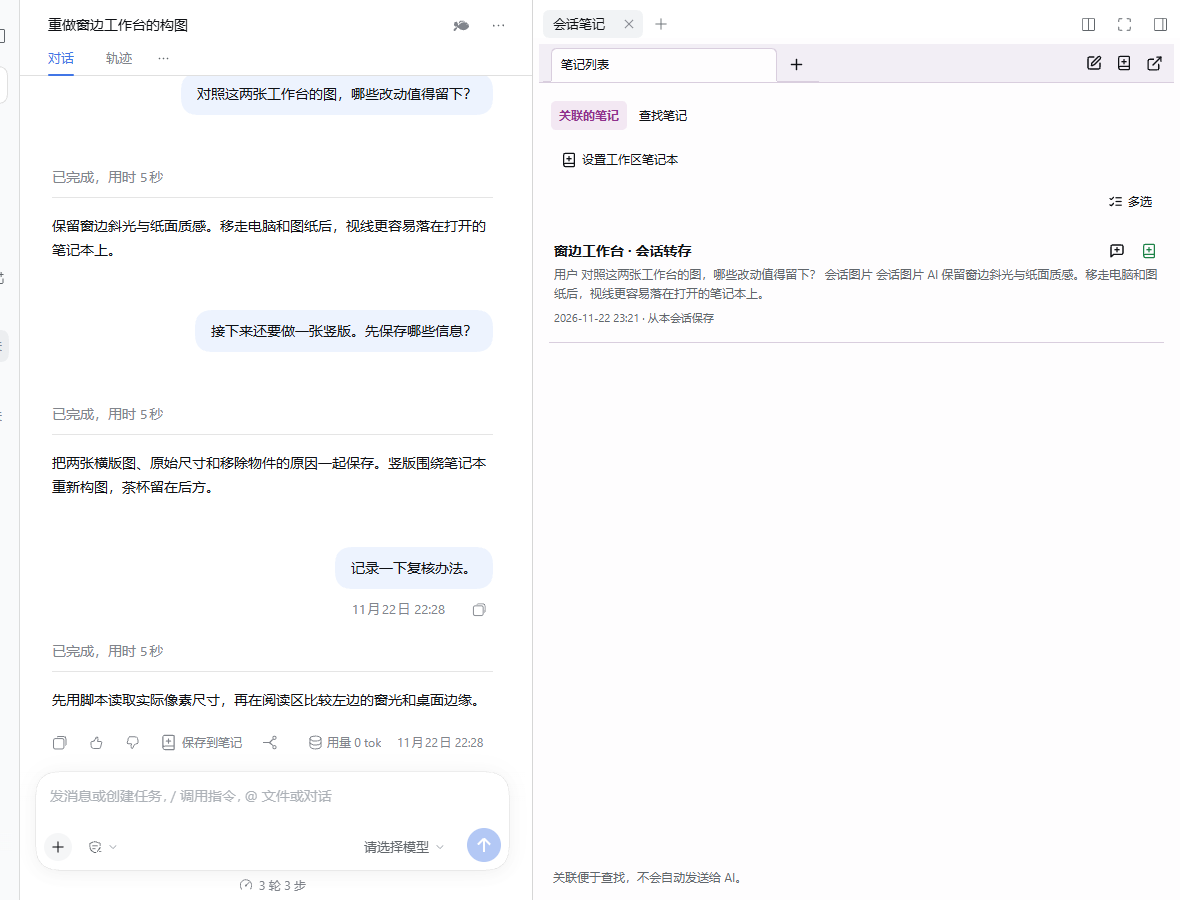 重做窗边工作台的构图
对话
轨迹
对照这两张工作台的图，哪些改动值得留下？
已完成，用时 5 秒
保留窗边斜光与纸面质感。移走电脑和图纸后，视线更容易落在打开的
笔记本上。
接下来还要做一张竖版。先保存哪些信息？
已完成，用时 5 秒
把两张横版图、原始尺寸和移除物件的原因一起保存。竖版围绕笔记本
重新构图，茶杯留在后方。
记录一下复核办法。
11月22日 22:28
已完成，用时 5 秒
先用脚本读取实际像素尺寸，再在阅读区比较左边的窗光和桌面边缘。
保存到笔记
用量 0 tok
11月22日 22:28
发消息或创建任务, / 调用指令, @ 文件或对话
请选择模型
3 轮 3 步
会话笔记
笔记列表
关联的笔记
查找笔记
设置工作区笔记本
多选
窗边工作台 · 会话转存
用户 对照这两张工作台的图，哪些改动值得留下？ 会话图片 会话图片 AI 保留窗边斜光与纸面质感。移走电脑和图
纸后，视线更容易落在打开的笔记本上。
2026-11-22 23:21 · 从本会话保存
关联便于查找，不会自动发送给 AI。